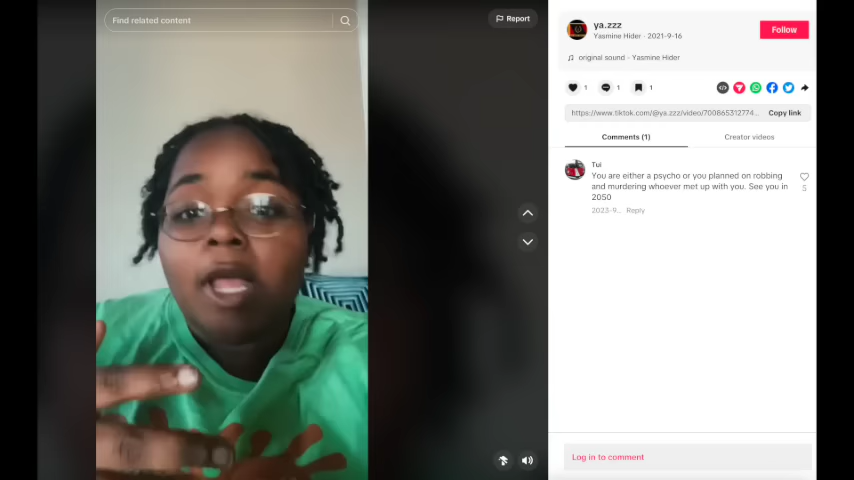 Find related content
Report
ya.zzz
Yasmine Hider - 2021-9-16
Follow
original sound - Yasmine Hider
1
1
1
https://www.tiktok.com/@ya.zzz/video/700865312774...
Copy link
Comments (1)
Creator videos
Tui
You are either a psycho or you planned on robbing
and murdering whoever met up with you. See you in
2050
5
2023-9...
Reply
Log in to comment